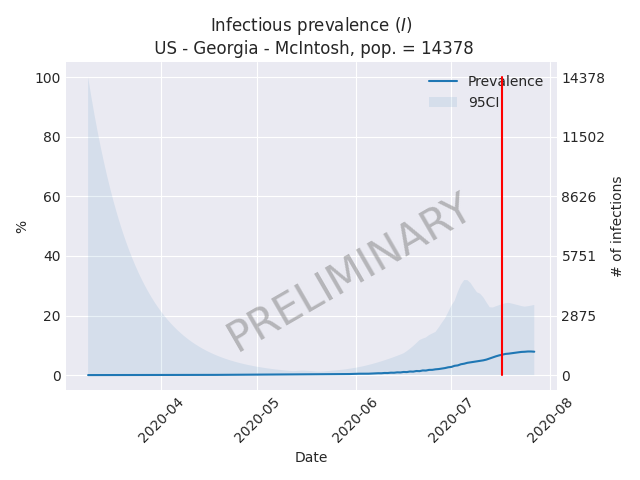 Infectious prevalence (I)
US - Georgia - McIntosh, pop. = 14378
Prevalence
95CI
100
80
60
40
20
0
%
14378
11502
8626
5751
2875
0
# of infections
PRELIMINARY
2020-04
2020-05
2020-06
2020-07
2020-08
Date